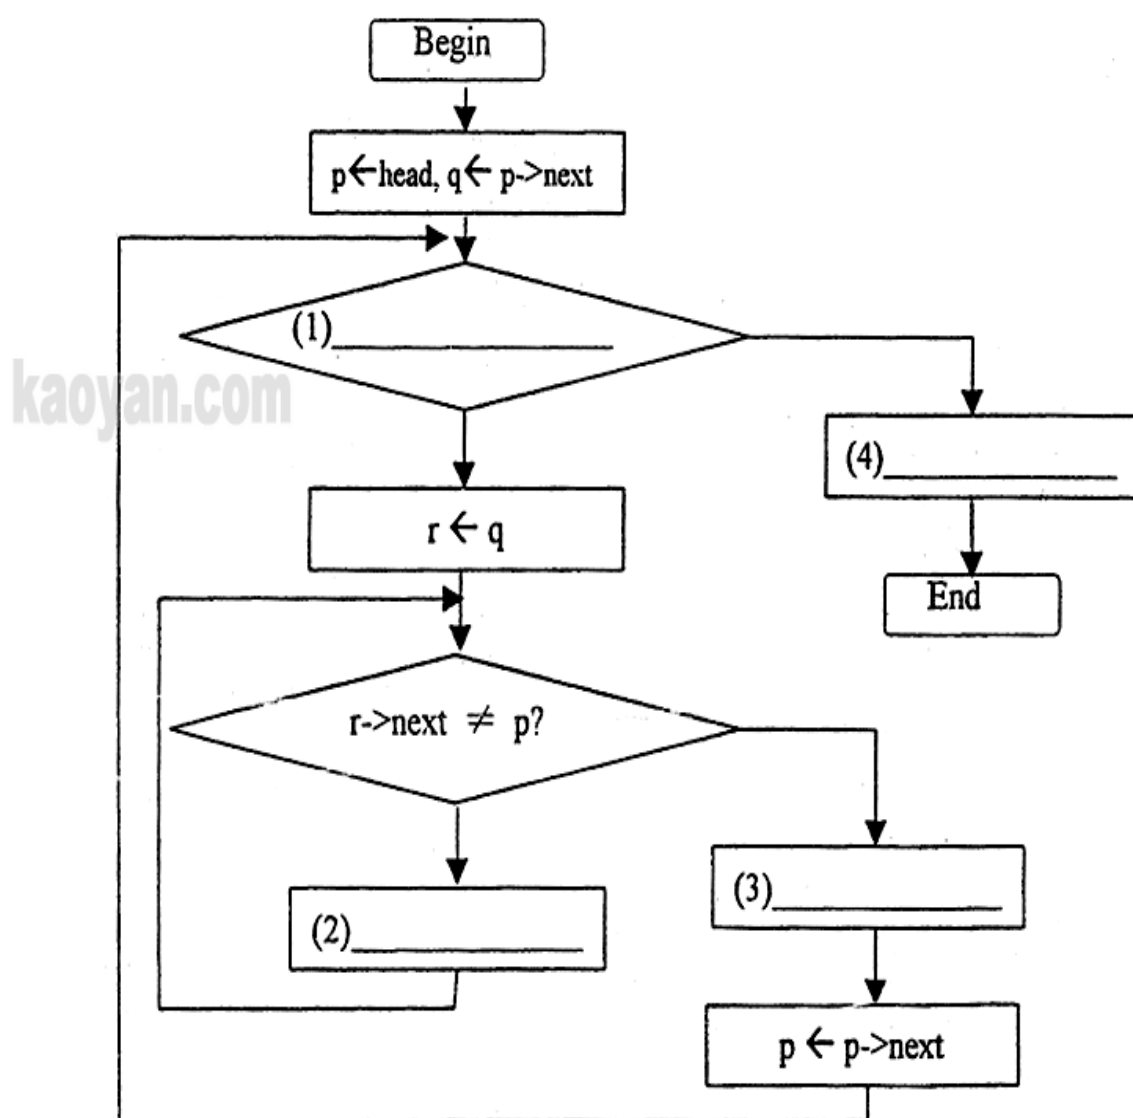 Begin
p←head, q← p->next
(1)
kaoyan.com
(4)
r ← q
End
r->next ≠ p?
(3)
(2)
p ← p->next